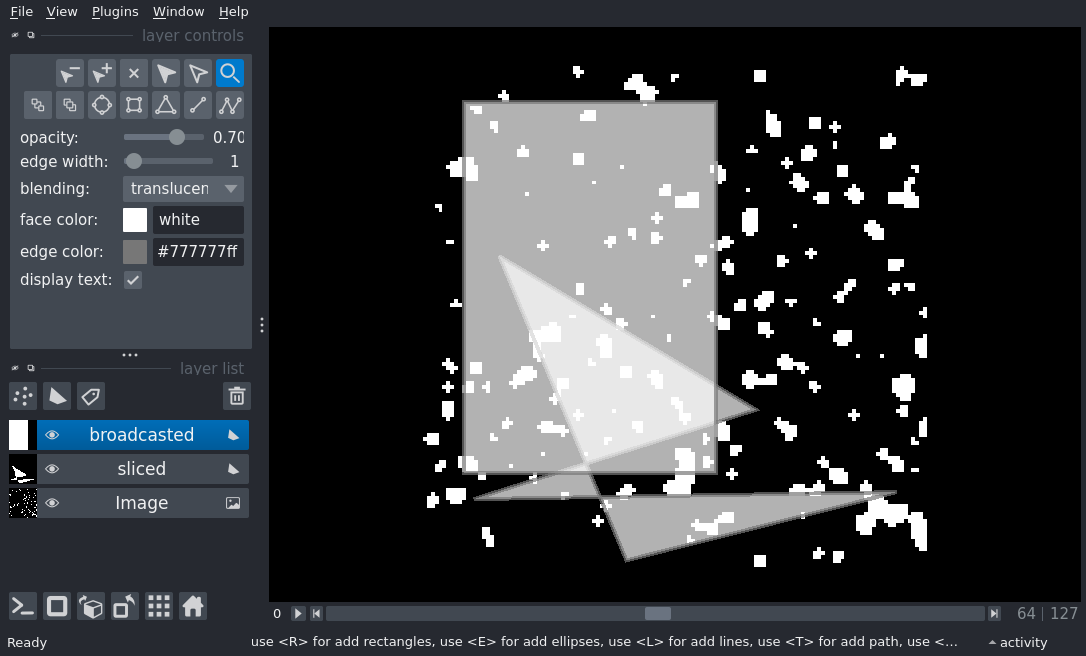 File View Plugins Window Help
layer controls
opacity: 0.70
edge width: 1
blending: translucen
face color: white
edge color: #777777ff
display text:
layer list
broadcasted
sliced
Image
0 64 127
Ready use <R> for add rectangles, use <E> for add ellipses, use <L> for add lines, use <T> for add path, use <... activity